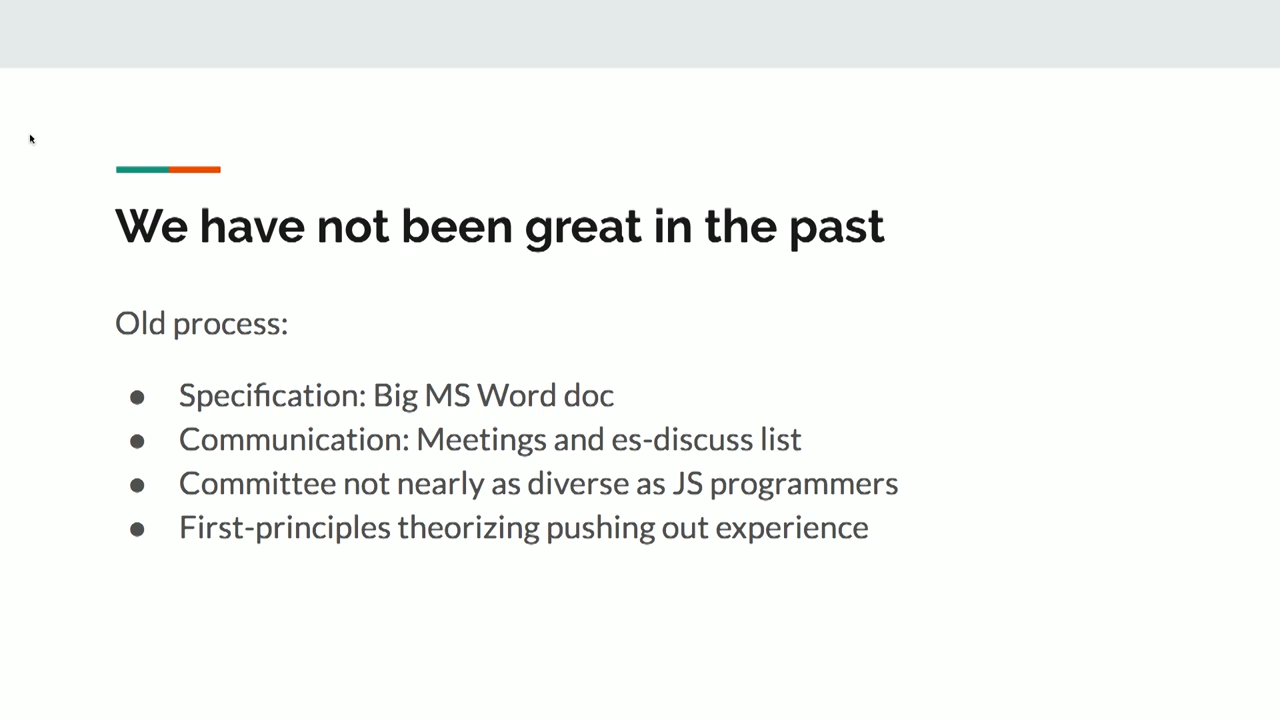 We have not been great in the past
Old process:
● Specification: Big MS Word doc
● Communication: Meetings and es-discuss list
● Committee not nearly as diverse as JS programmers
● First-principles theorizing pushing out experience